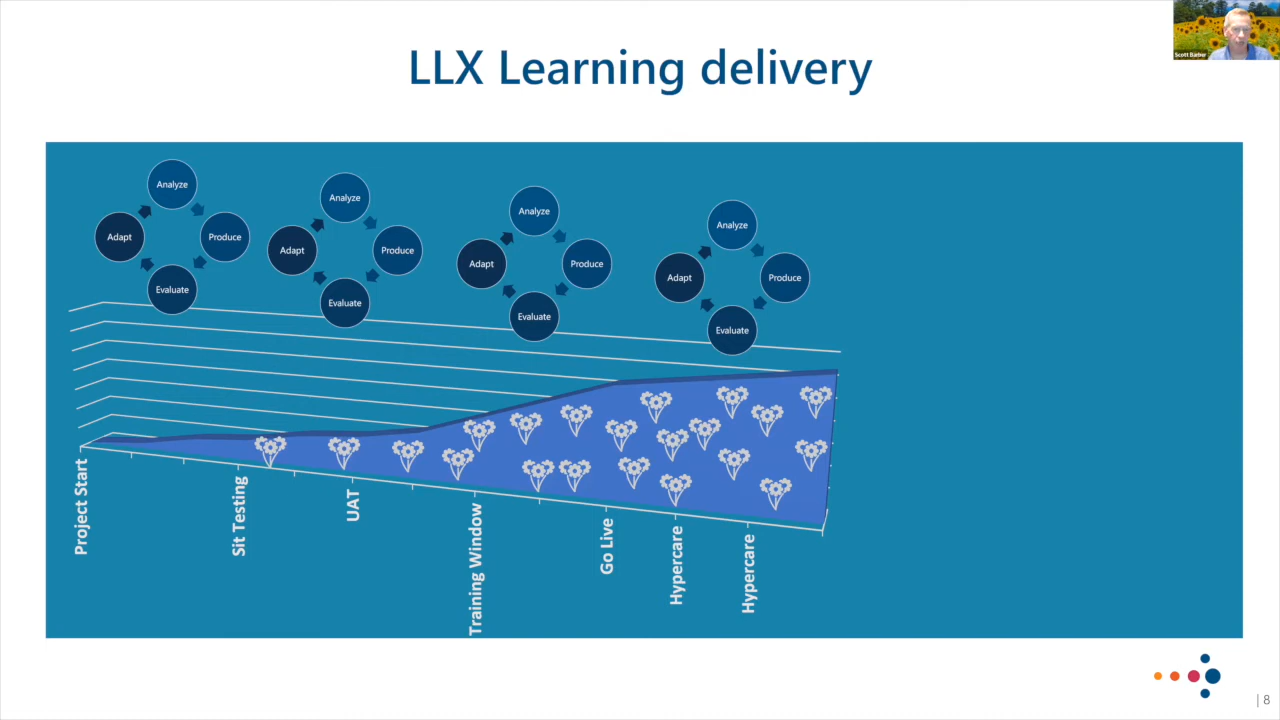 Scott Barber
LLX Learning delivery
Analyze
Adapt
Produce
Evaluate
Analyze
Adapt
Produce
Evaluate
Analyze
Adapt
Produce
Evaluate
Analyze
Adapt
Produce
Evaluate
Project Start
Sit Testing
UAT
Training Window
Go Live
Hypercare
Hypercare
| 8